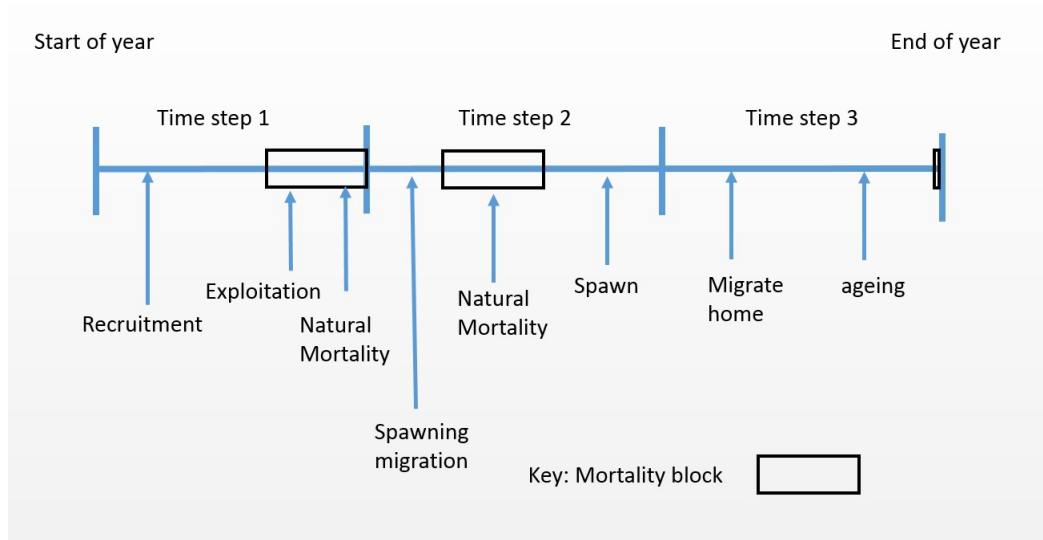 Start of year
End of year
Time step 1
Time step 2
Time step 3
Recruitment
Exploitation
Natural
Mortality
Spawning
migration
Natural
Mortality
Spawn
Migrate
home
ageing
Key: Mortality block